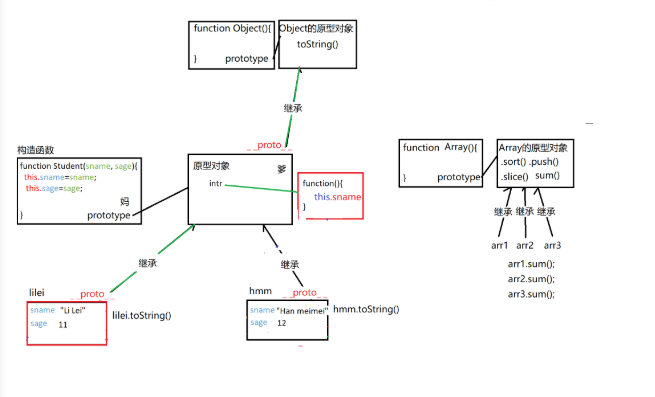 function Object(){
}
prototype
Object的原型对象
toString()
继承
__proto__
构造函数
function Student(sname, sage){
this.sname=sname;
this.sage=sage;
妈
}
prototype
原型对象
爹
intr
function(){
this.sname
}
继承
继承
lilei
__proto__
sname "Li Lei"
sage 11
lilei.toString()
hmm
__proto__
sname "Han meimei"
sage 12
hmm.toString()
function Array(){
}
prototype
Array的原型对象
.sort() .push()
.slice() sum()
继承 继承 继承
arr1 arr2 arr3
arr1.sum();
arr2.sum();
arr3.sum();